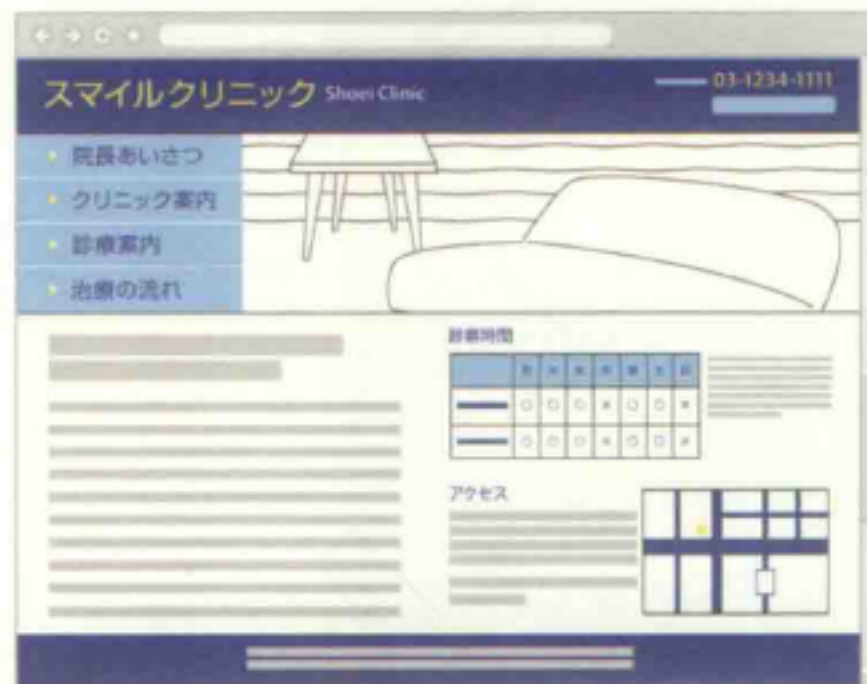 スマイルクリニック Shoei Clinic
03-1234-1111
院長あいさつ
クリニック案内
診療案内
治療の流れ
診療時間
月 火 水 木 金 土 日
○ ○ ○ × ○ ○ ×
○ ○ ○ × ○ ○ ×
アクセス